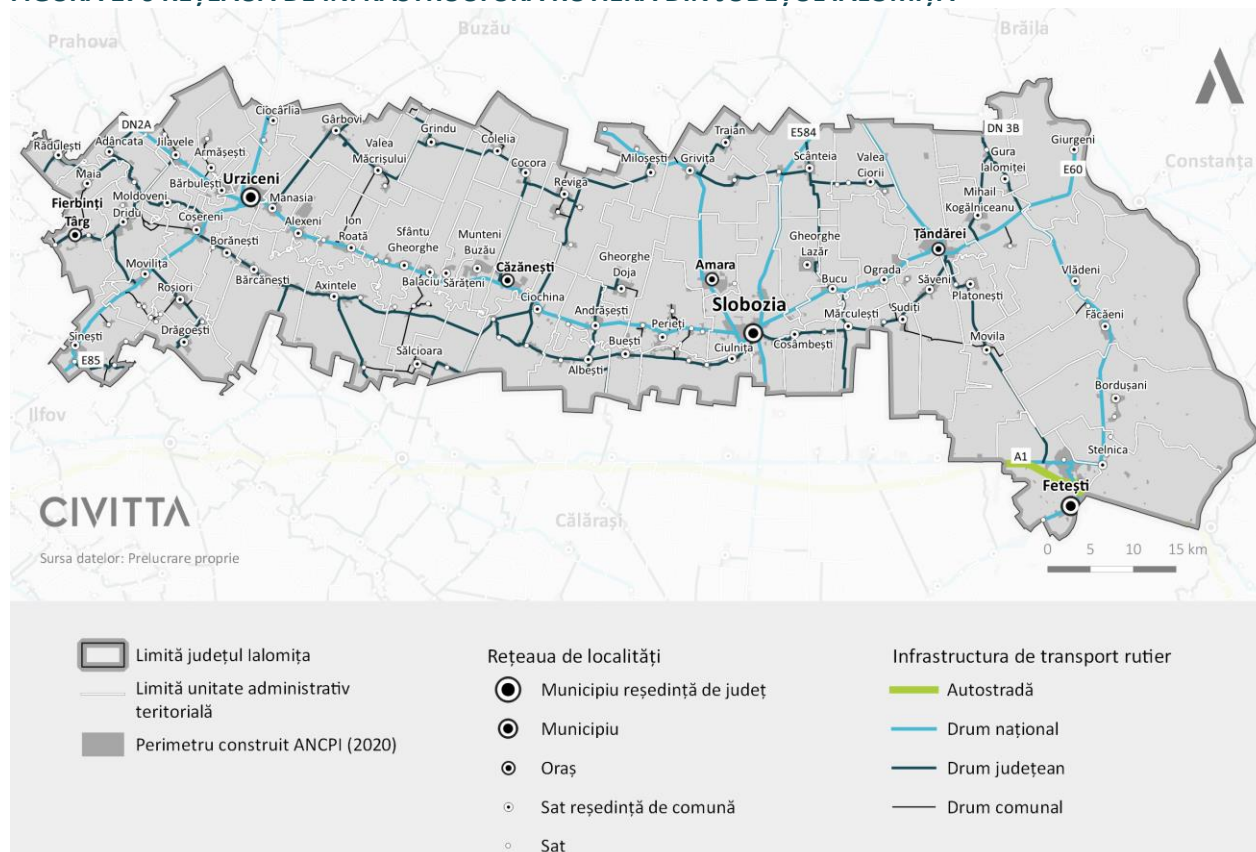 Prahova
Buzău
Brăila
Ciocârlia
DN2A
Gârbovi
Rădulești
Adâncata
Jilavele
Armășești
Valea
Măcrișului
Grindu
Colelia
Traian
E584
DN 3B
Giurgeni
Maia
Bărbulești
Urziceni
Cocora
Miloșești
Grivița
Scânteia
Valea
Ciorii
Gura
Ialomiței
E60
Constanța
Fierbinți
Târg
Moldoveni
Dridu
Coșereni
Manasia
Alexeni
Reviga
Mihail
Kogălniceanu
Borănești
Ion
Roată
Sfântu
Gheorghe
Munteni
Buzău
Gheorghe
Doja
Gheorghe
Lazăr
Țăndărei
Movilița
Bărcănești
Axintele
Balaciu
Sărățeni
Căzănești
Amara
Bucu
Ograda
Săveni
Platonești
Vlădeni
Roșiori
Ciochina
Slobozia
Drăgoești
Andrășești
Perieți
Mărculești
Sudiți
Făcăeni
Sinești
E85
Sălcioara
Albești
Buești
Ciulnița
Cosâmbești
Movila
Ilfov
Bordușani
Stelnica
A1
Fetești
Călărași
CIVITTA
Sursa datelor: Prelucrare proprie
0 5 10 15 km
Limită județul Ialomița
Limită unitate administrativ
teritorială
Perimetru construit ANCPI (2020)
Rețeaua de localități
Municipiu reședință de județ
Municipiu
Oraș
Sat reședință de comună
Sat
Infrastructura de transport rutier
Autostradă
Drum național
Drum județean
Drum comunal